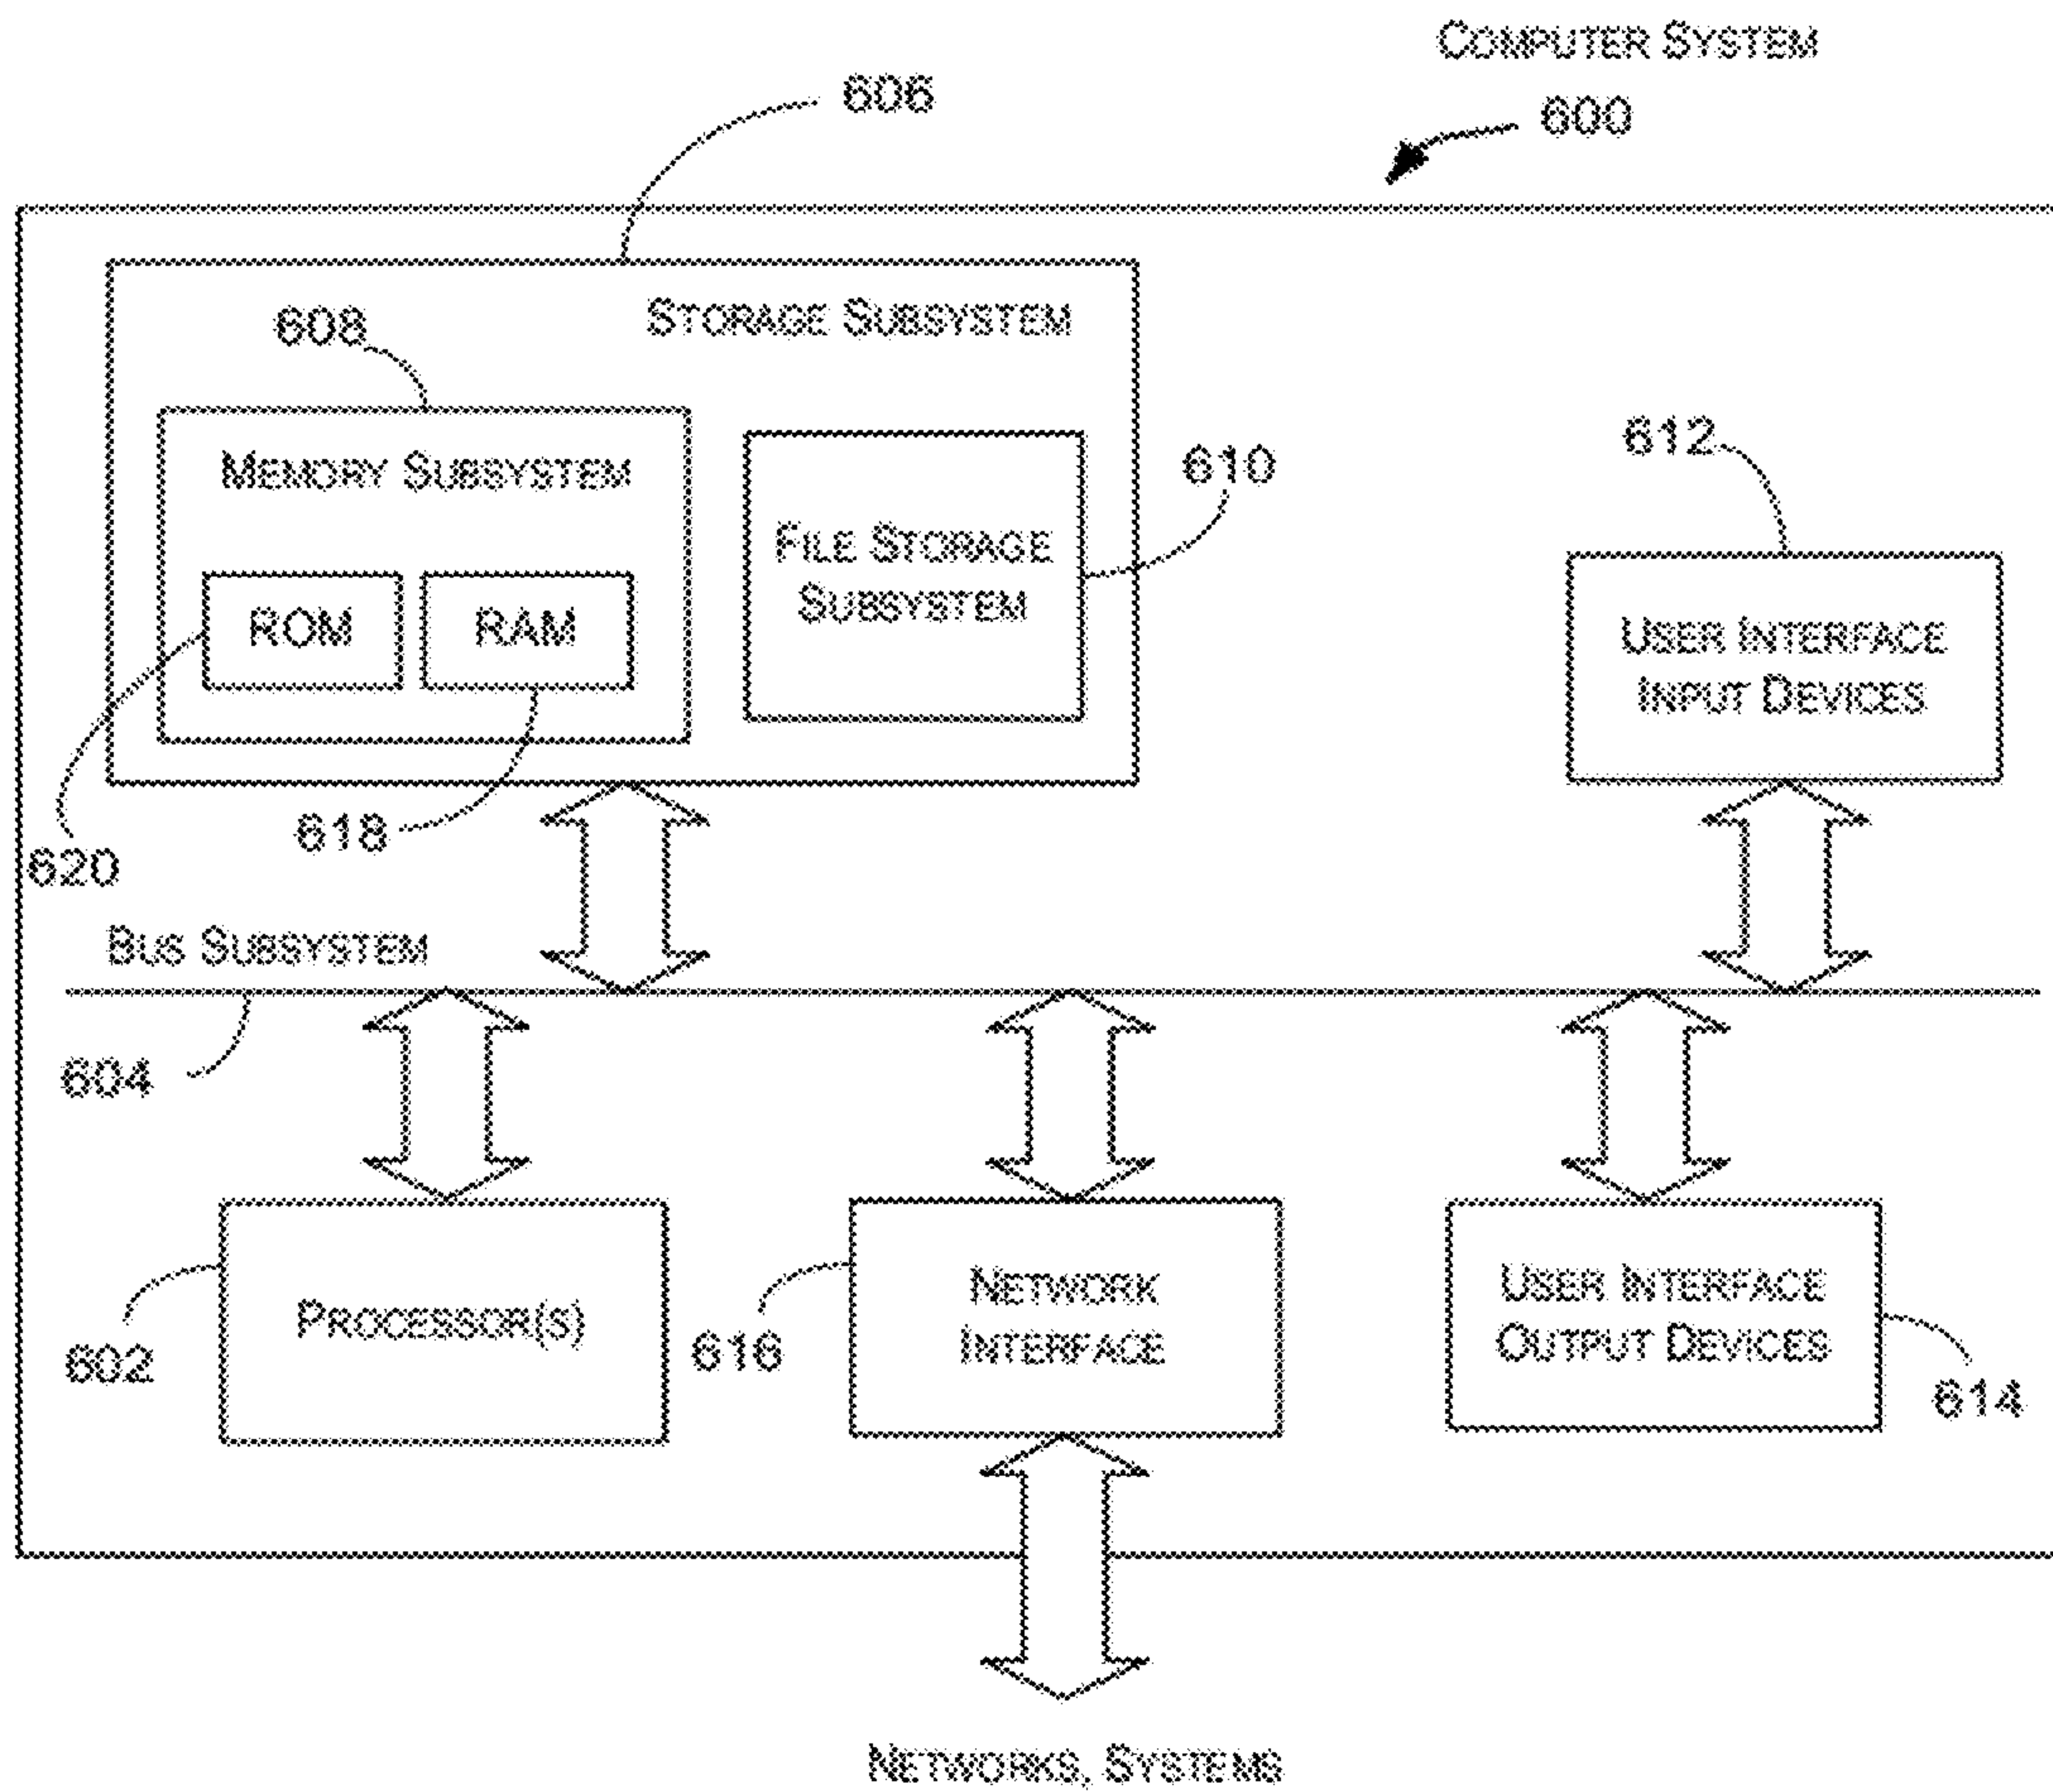 COMPUTER SYSTEM
600
606
STORAGE SUBSYSTEM
608
MEMORY SUBSYSTEM
ROM
RAM
FILE STORAGE
SUBSYSTEM
610
612
USER INTERFACE
INPUT DEVICES
620
618
BUS SUBSYSTEM
604
PROCESSOR(S)
602
NETWORK
INTERFACE
616
USER INTERFACE
OUTPUT DEVICES
614
NETWORKS, SYSTEMS